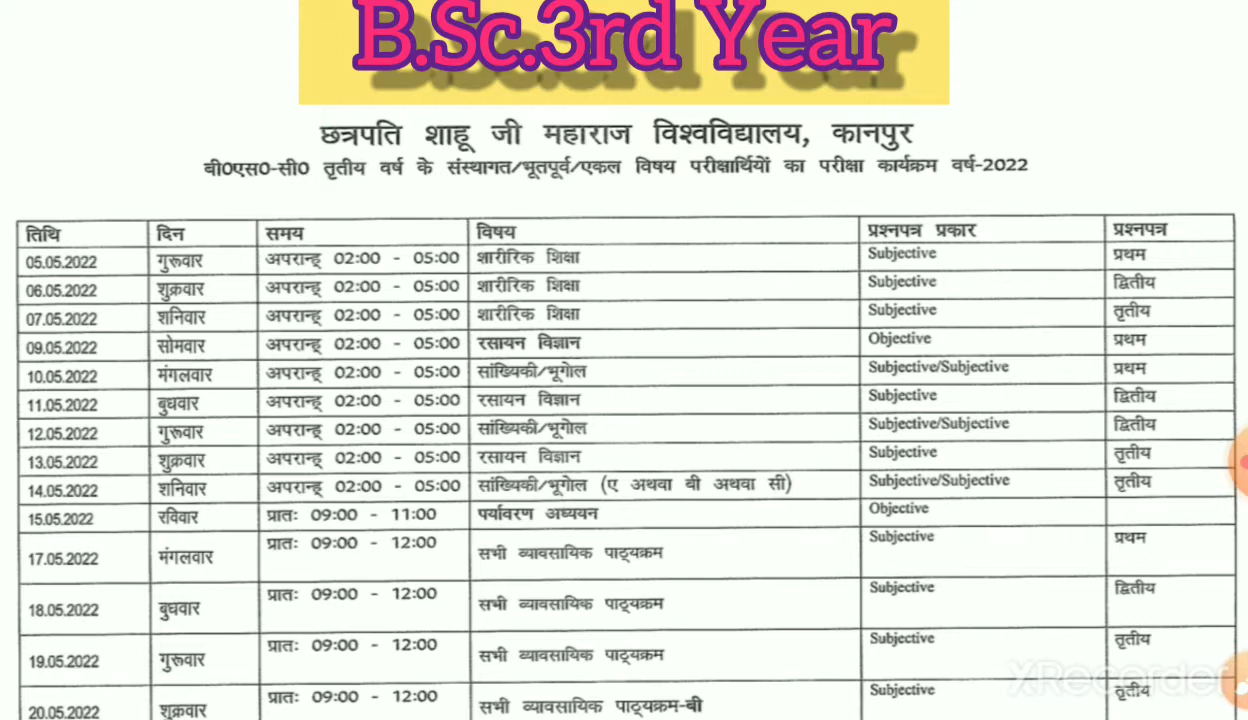 B.Sc.3rd Year
छत्रपति शाहू जी महाराज विश्वविद्यालय, कानपुर
बी0एस0-सी0 तृतीय वर्ष के संस्थागत/भूतपूर्व/एकल विषय परीक्षार्थियों का परीक्षा कार्यक्रम वर्ष-2022
तिथि दिन समय विषय प्रश्नपत्र प्रकार प्रश्नपत्र
05.05.2022 गुरूवार अपरान्ह् 02:00 - 05:00 शारीरिक शिक्षा Subjective प्रथम
06.05.2022 शुक्रवार अपरान्ह् 02:00 - 05:00 शारीरिक शिक्षा Subjective द्वितीय
07.05.2022 शनिवार अपरान्ह् 02:00 - 05:00 शारीरिक शिक्षा Subjective तृतीय
09.05.2022 सोमवार अपरान्ह् 02:00 - 05:00 रसायन विज्ञान Objective प्रथम
10.05.2022 मंगलवार अपरान्ह् 02:00 - 05:00 सांख्यिकी/भूगोल Subjective/Subjective प्रथम
11.05.2022 बुधवार अपरान्ह् 02:00 - 05:00 रसायन विज्ञान Subjective द्वितीय
12.05.2022 गुरूवार अपरान्ह् 02:00 - 05:00 सांख्यिकी/भूगोल Subjective/Subjective द्वितीय
13.05.2022 शुक्रवार अपरान्ह् 02:00 - 05:00 रसायन विज्ञान Subjective तृतीय
14.05.2022 शनिवार अपरान्ह् 02:00 - 05:00 सांख्यिकी/भूगोल (ए अथवा बी अथवा सी) Subjective/Subjective तृतीय
15.05.2022 रविवार प्रातः 09:00 - 11:00 पर्यावरण अध्ययन Objective
17.05.2022 मंगलवार प्रातः 09:00 - 12:00 सभी व्यावसायिक पाठ्यक्रम Subjective प्रथम
18.05.2022 बुधवार प्रातः 09:00 - 12:00 सभी व्यावसायिक पाठ्यक्रम Subjective द्वितीय
19.05.2022 गुरूवार प्रातः 09:00 - 12:00 सभी व्यावसायिक पाठ्यक्रम Subjective तृतीय
20.05.2022 शुक्रवार प्रातः 09:00 - 12:00 सभी व्यावसायिक पाठ्यक्रम-बी Subjective तृतीय
XRecorder